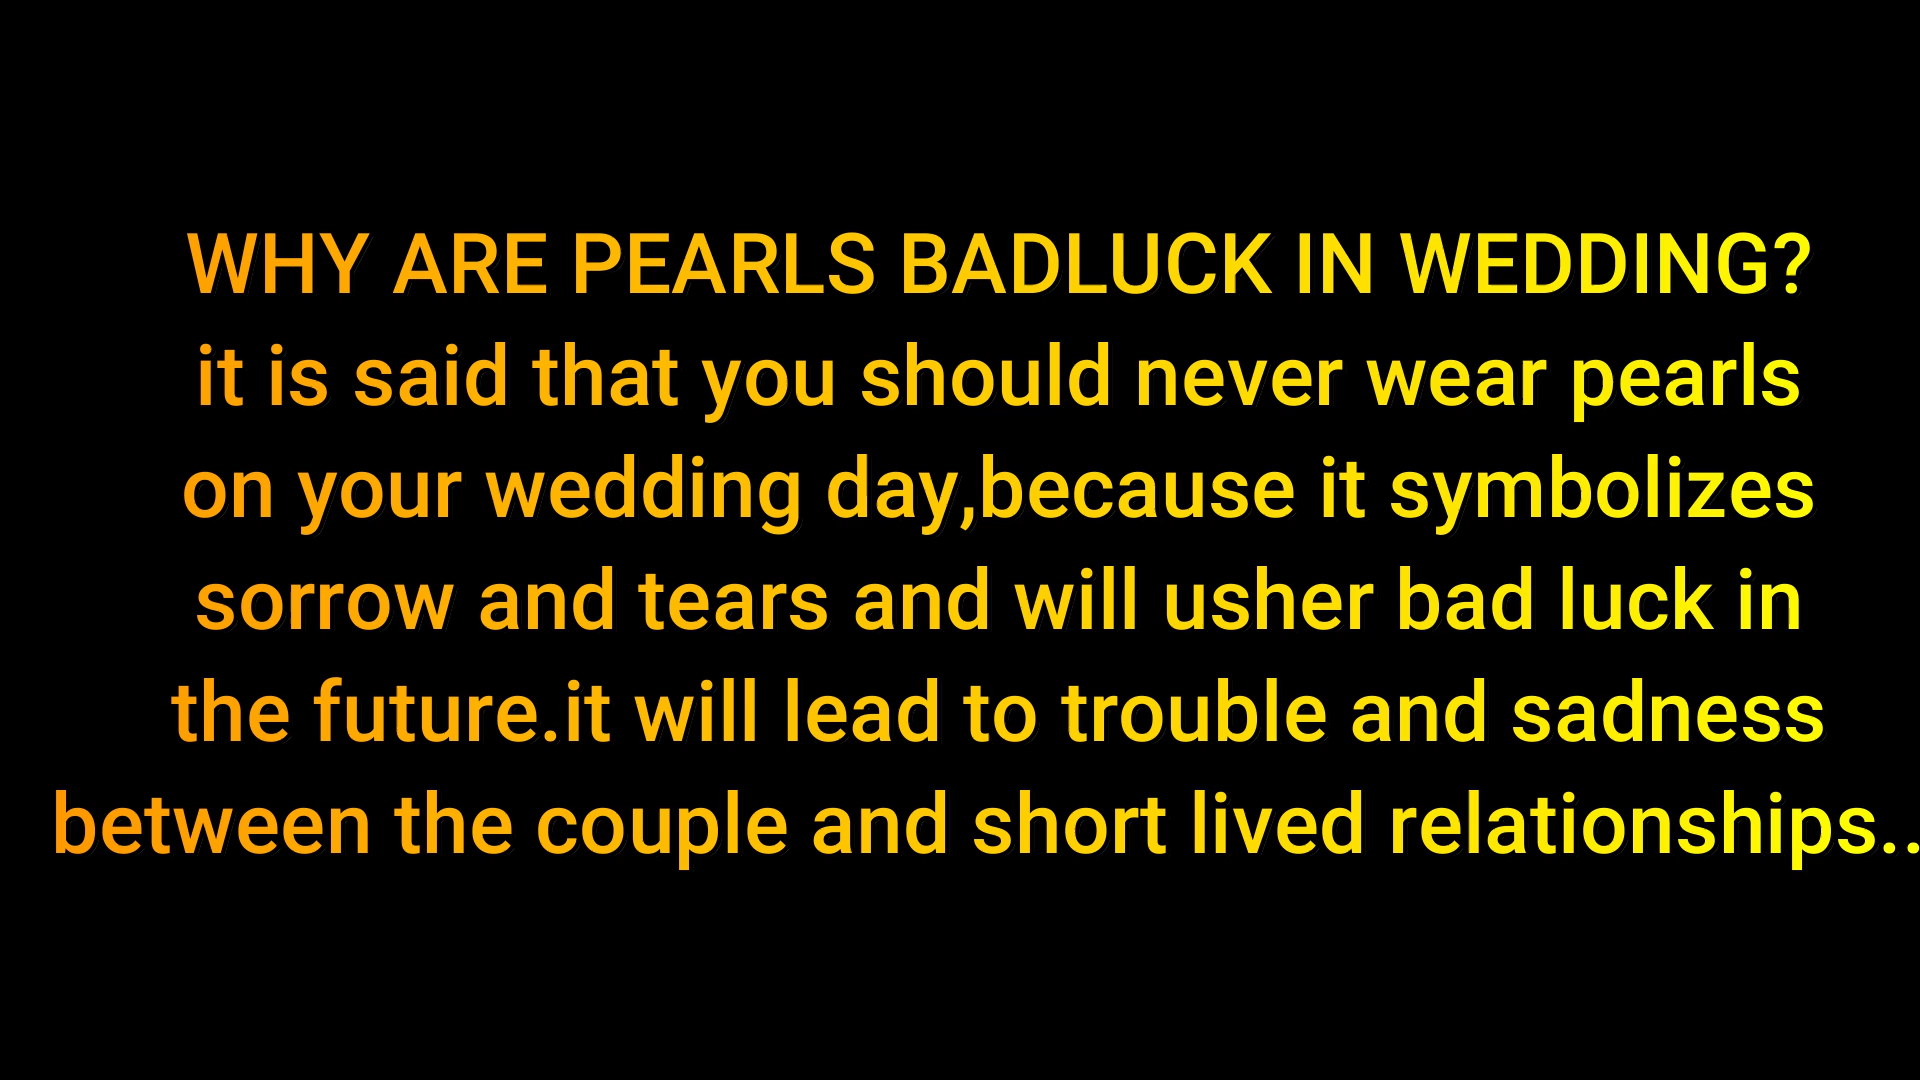 WHY ARE PEARLS BADLUCK IN WEDDING?
it is said that you should never wear pearls
on your wedding day,because it symbolizes
sorrow and tears and will usher bad luck in
the future.it will lead to trouble and sadness
between the couple and short lived relationships..